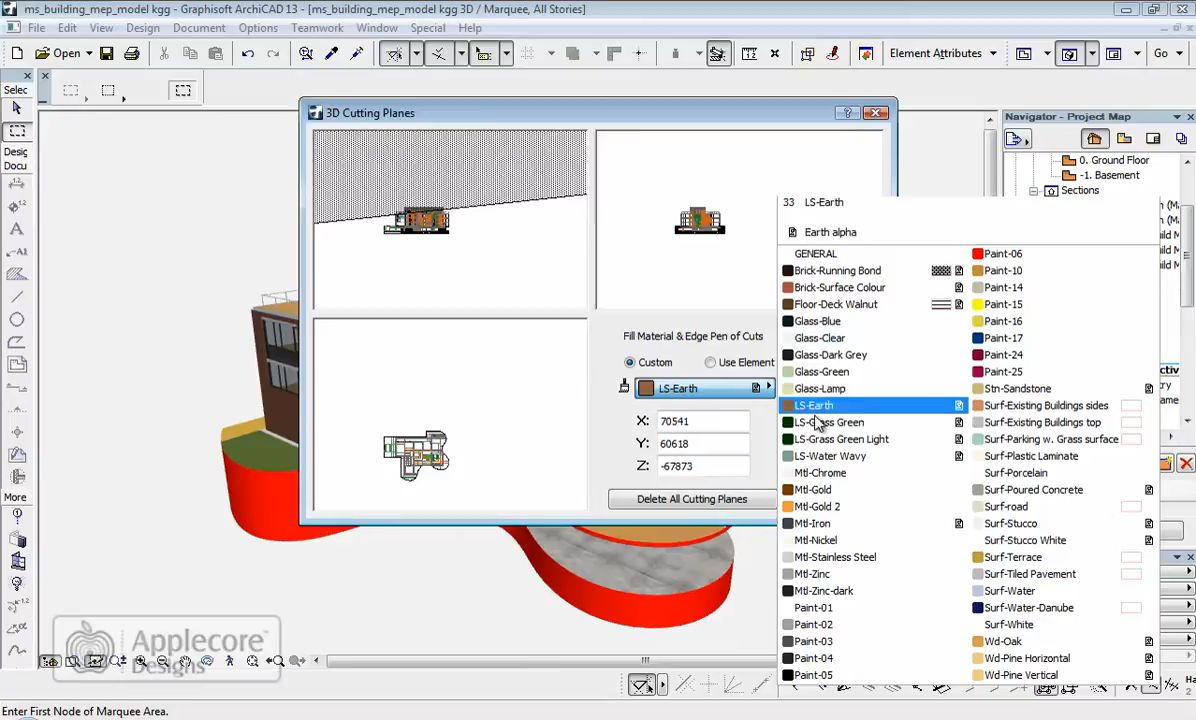 ms_building_mep_model kgg - Graphisoft ArchiCAD 13 - [ms_building_mep_model kgg 3D / Marquee, All Stories]
File Edit View Design Document Options Teamwork Window Special Help
Open Element Attributes Go
Selec
Desig
Docu
More
3D Cutting Planes
Fill Material & Edge Pen of Cuts
Custom Use Element
LS-Earth
X: 70541
Y: 60618
Z: -67873
Delete All Cutting Planes
33 LS-Earth
Earth alpha
GENERAL
Brick-Running Bond
Brick-Surface Colour
Floor-Deck Walnut
Glass-Blue
Glass-Clear
Glass-Dark Grey
Glass-Green
Glass-Lamp
LS-Earth
LS-Grass Green
LS-Grass Green Light
LS-Water Wavy
Mtl-Chrome
Mtl-Gold
Mtl-Gold 2
Mtl-Iron
Mtl-Nickel
Mtl-Stainless Steel
Mtl-Zinc
Mtl-Zinc-dark
Paint-01
Paint-02
Paint-03
Paint-04
Paint-05
Paint-06
Paint-10
Paint-14
Paint-15
Paint-16
Paint-17
Paint-24
Paint-25
Stn-Sandstone
Surf-Existing Buildings sides
Surf-Existing Buildings top
Surf-Parking w. Grass surface
Surf-Plastic Laminate
Surf-Porcelain
Surf-Poured Concrete
Surf-road
Surf-Stucco
Surf-Stucco White
Surf-Terrace
Surf-Tiled Pavement
Surf-Water
Surf-Water-Danube
Surf-White
Wd-Oak
Wd-Pine Horizontal
Wd-Pine Vertical
Navigator - Project Map
0. Ground Floor
-1. Basement
Sections
Applecore
Designs
Enter First Node of Marquee Area.